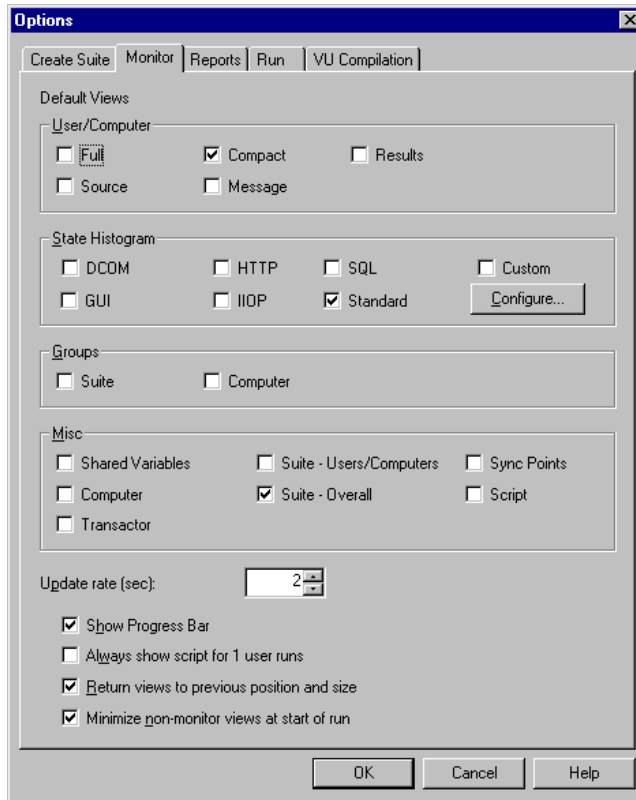 Options
Create Suite Monitor Reports Run VU Compilation
Default Views
User/Computer
Full Compact Results
Source Message
State Histogram
DCOM HTTP SQL Custom
GUI IIOP Standard Configure...
Groups
Suite Computer
Misc
Shared Variables Suite - Users/Computers Sync Points
Computer Suite - Overall Script
Transactor
Update rate (sec): 2
Show Progress Bar
Always show script for 1 user runs
Return views to previous position and size
Minimize non-monitor views at start of run
OK Cancel Help